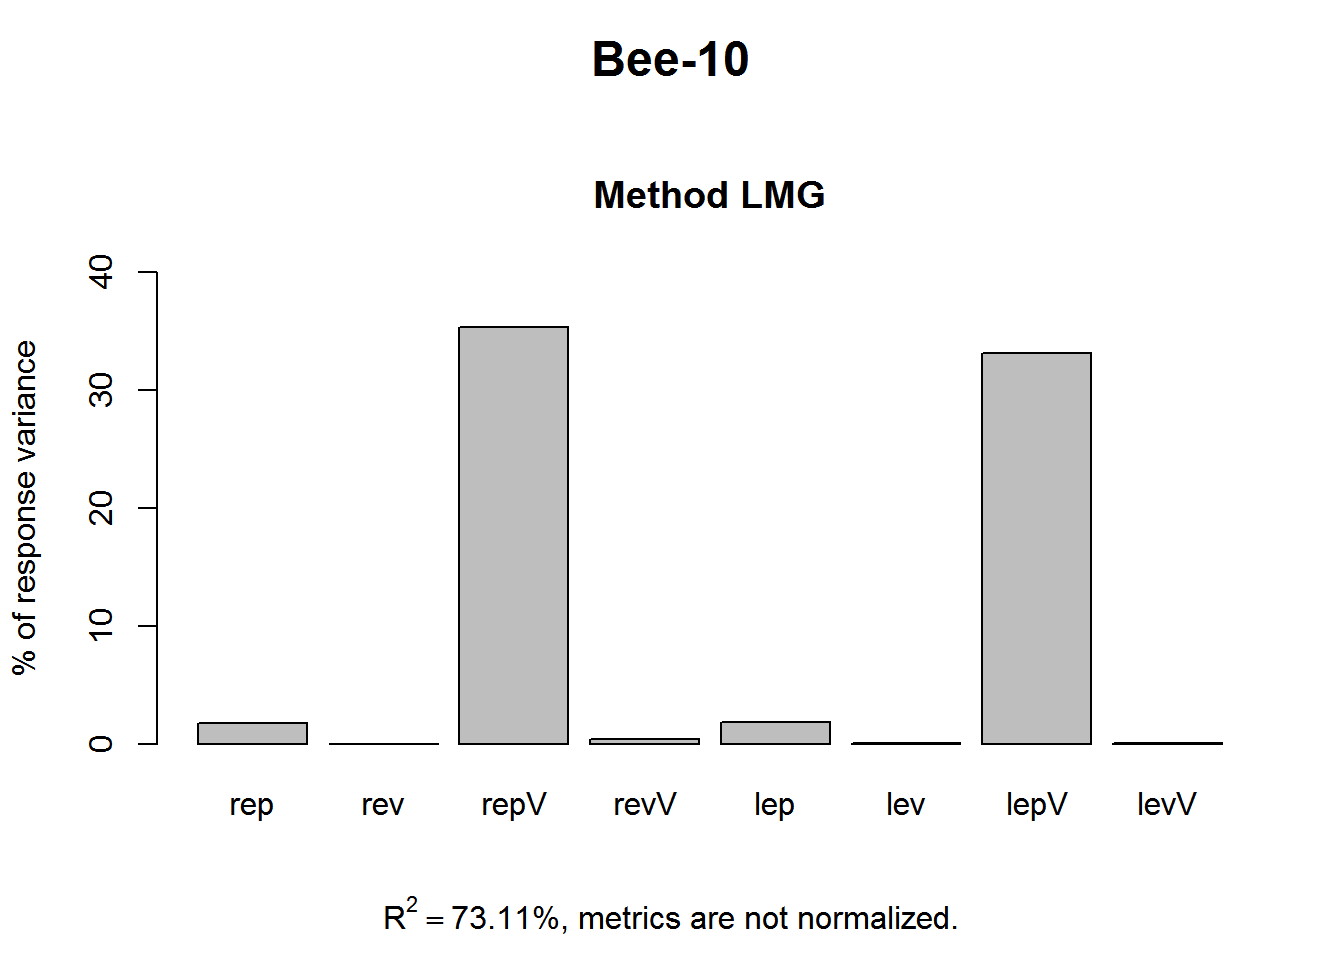 Bee-10
Method LMG
% of response variance
40
30
20
10
0
rep rev repV revV lep lev lepV levV
R² = 73.11%, metrics are not normalized.